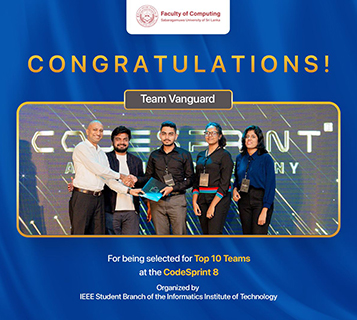 Faculty of Computing
Sabaragamuwa University of Sri Lanka
CONGRATULATIONS!
Team Vanguard
CODESPRINT
For being selected for Top 10 Teams
at the CodeSprint 8
Organized by
IEEE Student Branch of the Informatics Institute of Technology